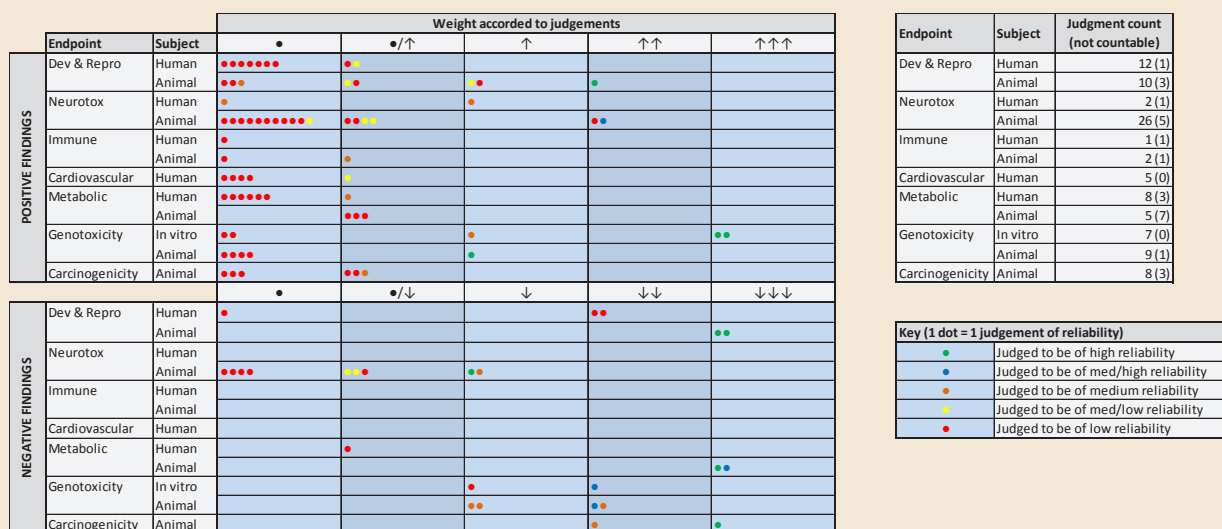 Weight accorded to judgements
Endpoint Subject ● ●/↑ ↑ ↑↑ ↑↑↑
POSITIVE FINDINGS
Dev & Repro Human
Animal
Neurotox Human
Animal
Immune Human
Animal
Cardiovascular Human
Metabolic Human
Animal
Genotoxicity In vitro
Animal
Carcinogenicity Animal
● ●/↓ ↓ ↓↓ ↓↓↓
NEGATIVE FINDINGS
Dev & Repro Human
Animal
Neurotox Human
Animal
Immune Human
Animal
Cardiovascular Human
Metabolic Human
Animal
Genotoxicity In vitro
Animal
Carcinogenicity Animal
Endpoint Subject Judgment count
(not countable)
Dev & Repro Human 12 (1)
Animal 10 (3)
Neurotox Human 2 (1)
Animal 26 (5)
Immune Human 1 (1)
Animal 2 (1)
Cardiovascular Human 5 (0)
Metabolic Human 8 (3)
Animal 5 (7)
Genotoxicity In vitro 7 (0)
Animal 9 (1)
Carcinogenicity Animal 8 (3)
Key (1 dot = 1 judgement of reliability)
Judged to be of high reliability
Judged to be of med/high reliability
Judged to be of medium reliability
Judged to be of med/low reliability
Judged to be of low reliability